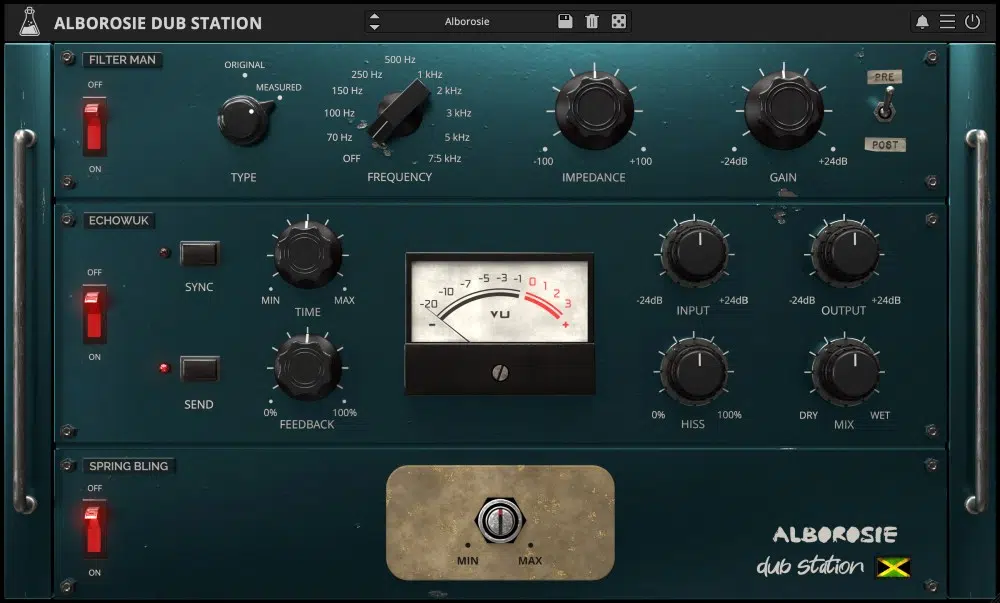 ALBOROSIE DUB STATION
Alborosie
FILTER MAN
OFF
ON
ORIGINAL
MEASURED
TYPE
500 Hz
250 Hz
1 kHz
150 Hz
2 kHz
100 Hz
3 kHz
70 Hz
5 kHz
OFF
7.5 kHz
FREQUENCY
-100
+100
IMPEDANCE
-24dB
+24dB
GAIN
PRE
POST
ECHOWUK
OFF
ON
SYNC
SEND
MIN
MAX
TIME
0%
100%
FEEDBACK
-20 -10 -7 -5 -3 -1 0 1 2 3
- +
VU
-24dB
+24dB
INPUT
-24dB
+24dB
OUTPUT
0%
100%
HISS
DRY
WET
MIX
SPRING BLING
OFF
ON
MIN
MAX
ALBOROSIE
dub station